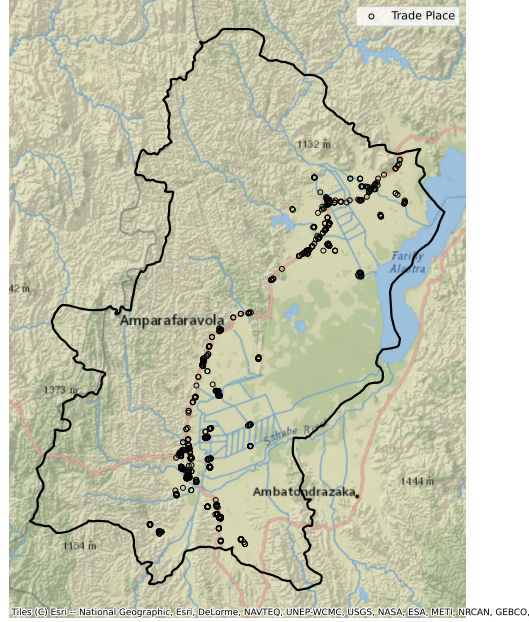 Trade Place
1132 m
Farihy
Alaotra
42 m
Amparafaravola
1373 m
Sahabe Riv
1444 m
Ambatondrazaka
1154 m
Tiles (C) Esri -- National Geographic, Esri, DeLorme, NAVTEQ, UNEP-WCMC, USGS, NASA, ESA, METI, NRCAN, GEBCO,